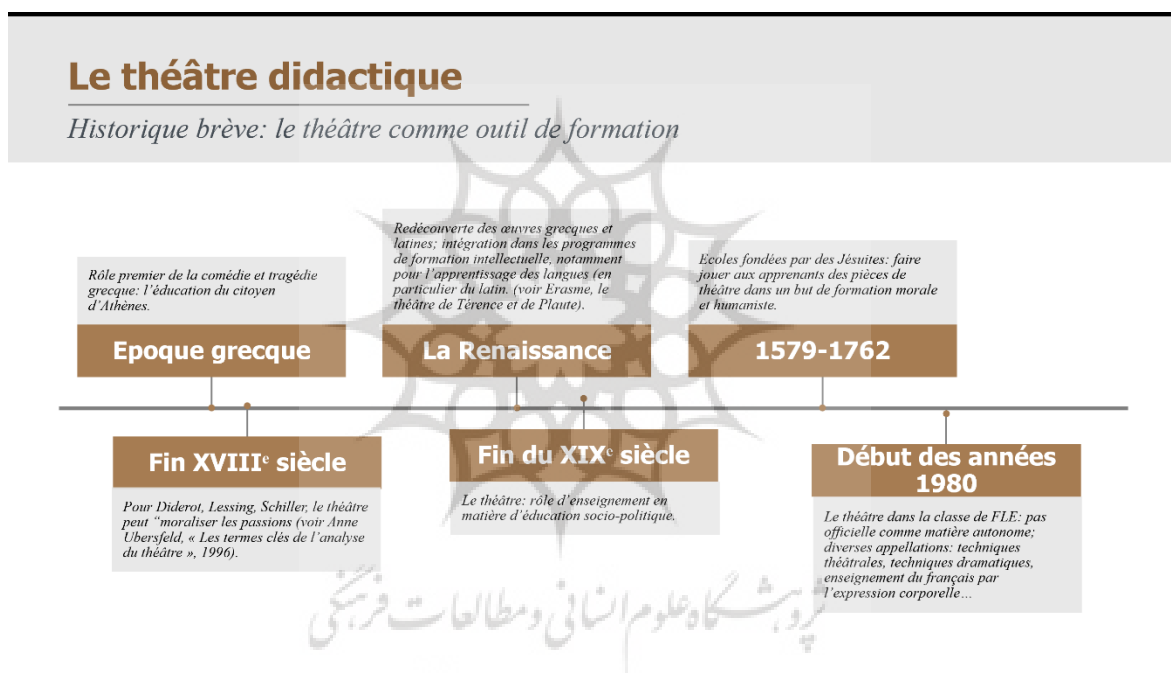 Le théâtre didactique
Historique brève: le théâtre comme outil de formation
Rôle premier de la comédie et tragédie
grecque: l’éducation du citoyen
d’Athènes.
Epoque grecque
Redécouverte des œuvres grecques et
latines; intégration dans les programmes
de formation intellectuelle, notamment
pour l’apprentissage des langues (en
particulier du latin. (voir Erasme, le
théâtre de Térence et de Plaute).
La Renaissance
Ecoles fondées par des Jésuites: faire
jouer aux apprenants des pièces de
théâtre dans un but de formation morale
et humaniste.
1579-1762
Fin XVIIIᵉ siècle
Pour Diderot, Lessing, Schiller, le théâtre
peut “moraliser les passions (voir Anne
Ubersfeld, « Les termes clés de l’analyse
du théâtre », 1996).
Fin du XIXᵉ siècle
Le théâtre: rôle d’enseignement en
matière d’éducation socio-politique.
Début des années
1980
Le théâtre dans la classe de FLE: pas
officielle comme matière autonome;
diverses appellations: techniques
théâtrales, techniques dramatiques,
enseignement du français par
l’expression corporelle…
پژوهشگاه علوم انسانی و مطالعات فرهنگی